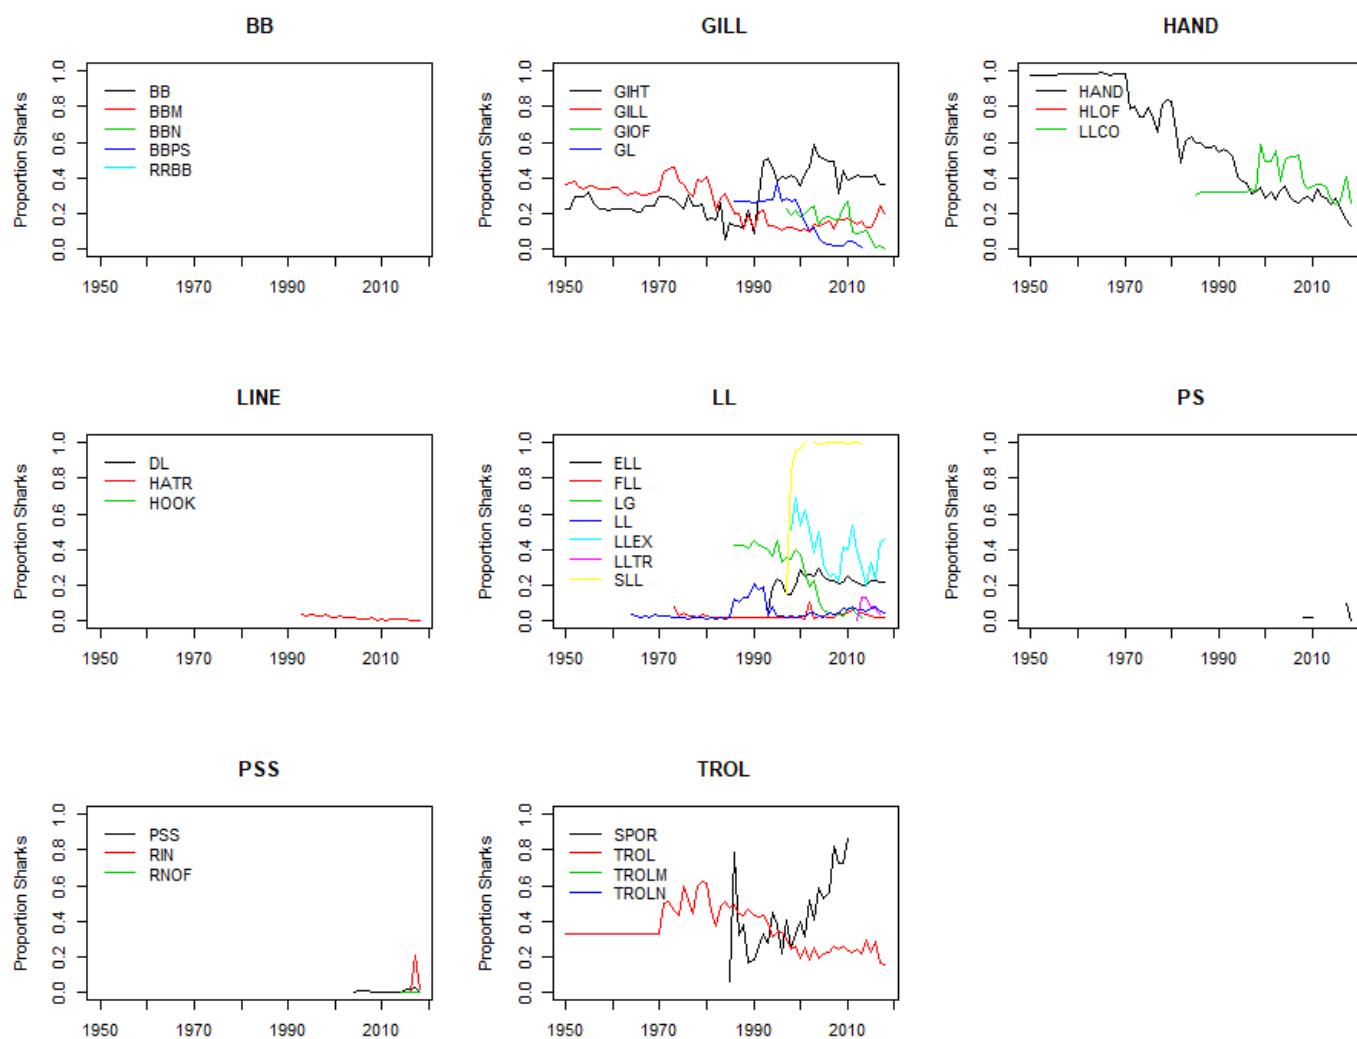 BB
Proportion Sharks
1.0
0.8
0.6
0.4
0.2
0.0
BB
BBM
BBN
BBPS
RRBB
1950 1970 1990 2010
GILL
Proportion Sharks
1.0
0.8
0.6
0.4
0.2
0.0
GIHT
GILL
GIOF
GL
1950 1970 1990 2010
HAND
Proportion Sharks
1.0
0.8
0.6
0.4
0.2
0.0
HAND
HLOF
LLCO
1950 1970 1990 2010
LINE
Proportion Sharks
1.0
0.8
0.6
0.4
0.2
0.0
DL
HATR
HOOK
1950 1970 1990 2010
LL
Proportion Sharks
1.0
0.8
0.6
0.4
0.2
0.0
ELL
FLL
LG
LL
LLEX
LLTR
SLL
1950 1970 1990 2010
PS
Proportion Sharks
1.0
0.8
0.6
0.4
0.2
0.0
1950 1970 1990 2010
PSS
Proportion Sharks
1.0
0.8
0.6
0.4
0.2
0.0
PSS
RIN
RNOF
1950 1970 1990 2010
TROL
Proportion Sharks
1.0
0.8
0.6
0.4
0.2
0.0
SPOR
TROL
TROLM
TROLN
1950 1970 1990 2010